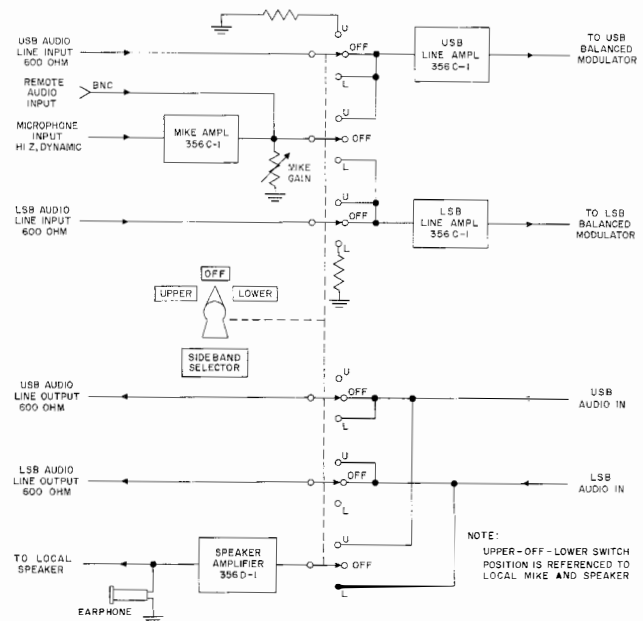 U
USB AUDIO
LINE INPUT
600 OHM
OFF
USB
LINE AMPL
356C-1
TO USB
BALANCED
MODULATOR
L
REMOTE
AUDIO
INPUT
BNC
U
MICROPHONE
INPUT
HI Z, DYNAMIC
MIKE AMPL
356C-1
OFF
MIKE
GAIN
L
U
LSB AUDIO
LINE INPUT
600 OHM
OFF
LSB
LINE AMPL
356C-1
TO LSB
BALANCED
MODULATOR
L
OFF
UPPER
LOWER
SIDEBAND
SELECTOR
U
USB AUDIO
LINE OUTPUT
600 OHM
OFF
USB
AUDIO IN
L
U
LSB AUDIO
LINE OUTPUT
600 OHM
OFF
LSB
AUDIO IN
L
U
TO LOCAL
SPEAKER
SPEAKER
AMPLIFIER
356D-1
OFF
L
EARPHONE
NOTE:
UPPER-OFF-LOWER SWITCH
POSITION IS REFERENCED TO
LOCAL MIKE AND SPEAKER